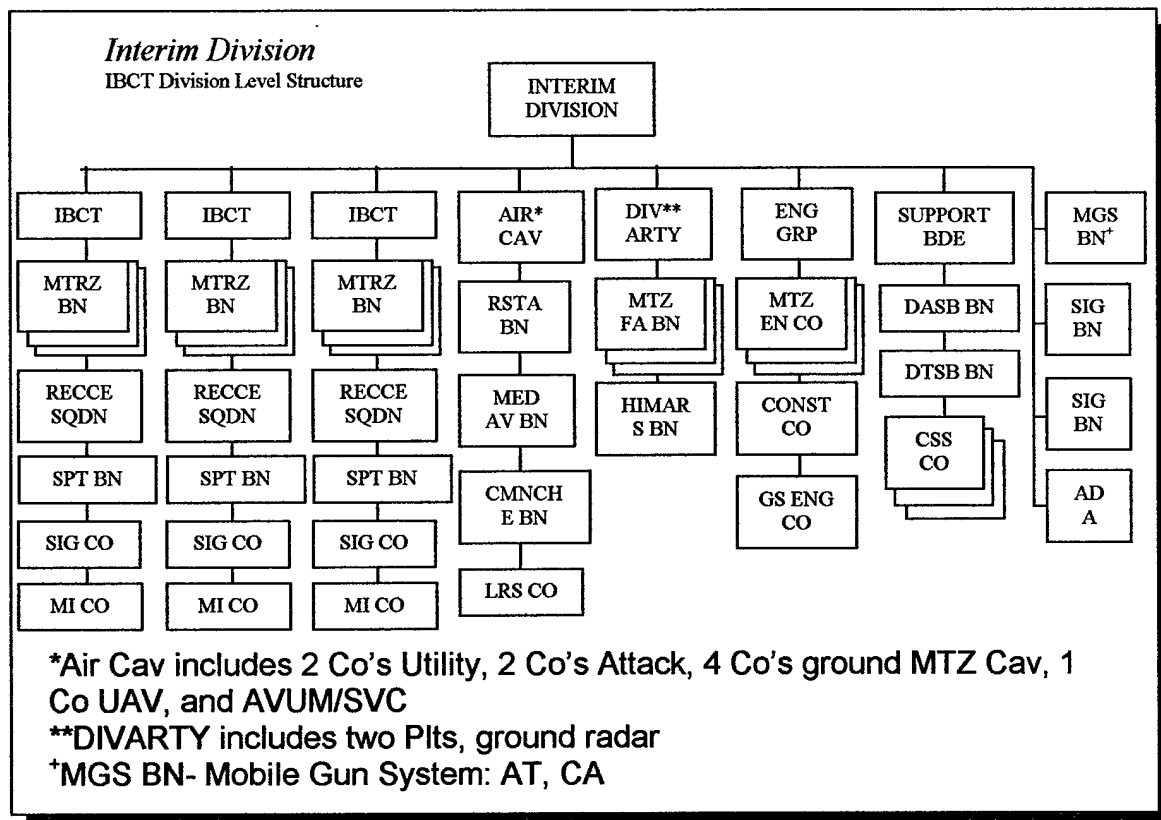 Interim Division
IBCT Division Level Structure
INTERIM
DIVISION
IBCT
MTRZ
BN
RECCE
SQDN
SPT BN
SIG CO
MI CO
IBCT
MTRZ
BN
RECCE
SQDN
SPT BN
SIG CO
MI CO
IBCT
MTRZ
BN
RECCE
SQDN
SPT BN
SIG CO
MI CO
AIR*
CAV
RSTA
BN
MED
AV BN
CMNCH
E BN
LRS CO
DIV**
ARTY
MTZ
FA BN
HIMAR
S BN
ENG
GRP
MTZ
EN CO
CONST
CO
GS ENG
CO
SUPPORT
BDE
DASB BN
DTSB BN
CSS
CO
MGS
BN+
SIG
BN
SIG
BN
AD
A
*Air Cav includes 2 Co's Utility, 2 Co's Attack, 4 Co's ground MTZ Cav, 1
Co UAV, and AVUM/SVC
**DIVARTY includes two Plts, ground radar
+MGS BN- Mobile Gun System: AT, CA